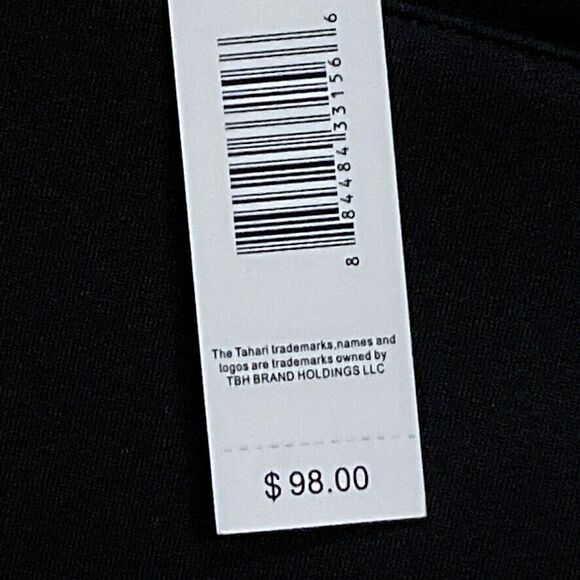 8 84484 33156 6
The Tahari trademarks,names and
logos are trademarks owned by
TBH BRAND HOLDINGS LLC
$98.00